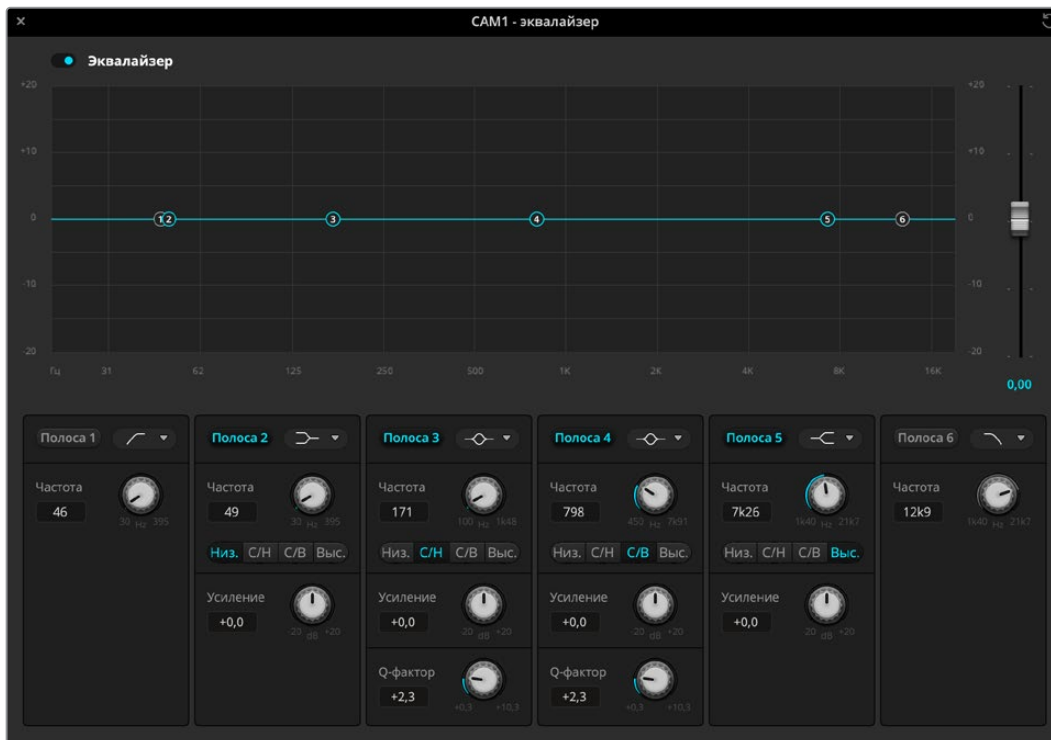 CAM1 - эквалайзер
Эквалайзер
+20 +20
+10 +10
0 1 2 3 4 5 6 0
-10 -10
-20 -20
Гц 31 62 125 250 500 1K 2K 4K 8K 16K
0,00
Полоса 1 Полоса 2 Полоса 3 Полоса 4 Полоса 5 Полоса 6
Частота Частота Частота Частота Частота Частота
46 49 171 798 7k26 12k9
30 Hz 395 30 Hz 395 100 Hz 1k48 450 Hz 7k91 1k40 Hz 21k7 1k40 Hz 21k7
Низ. С/Н С/В Выс. Низ. С/Н С/В Выс. Низ. С/Н С/В Выс. Низ. С/Н С/В Выс.
Усиление Усиление Усиление Усиление
+0,0 +0,0 +0,0 +0,0
-20 dB +20 -20 dB +20 -20 dB +20 -20 dB +20
Q-фактор Q-фактор
+2,3 +2,3
+0,3 +10,3 +0,3 +10,3